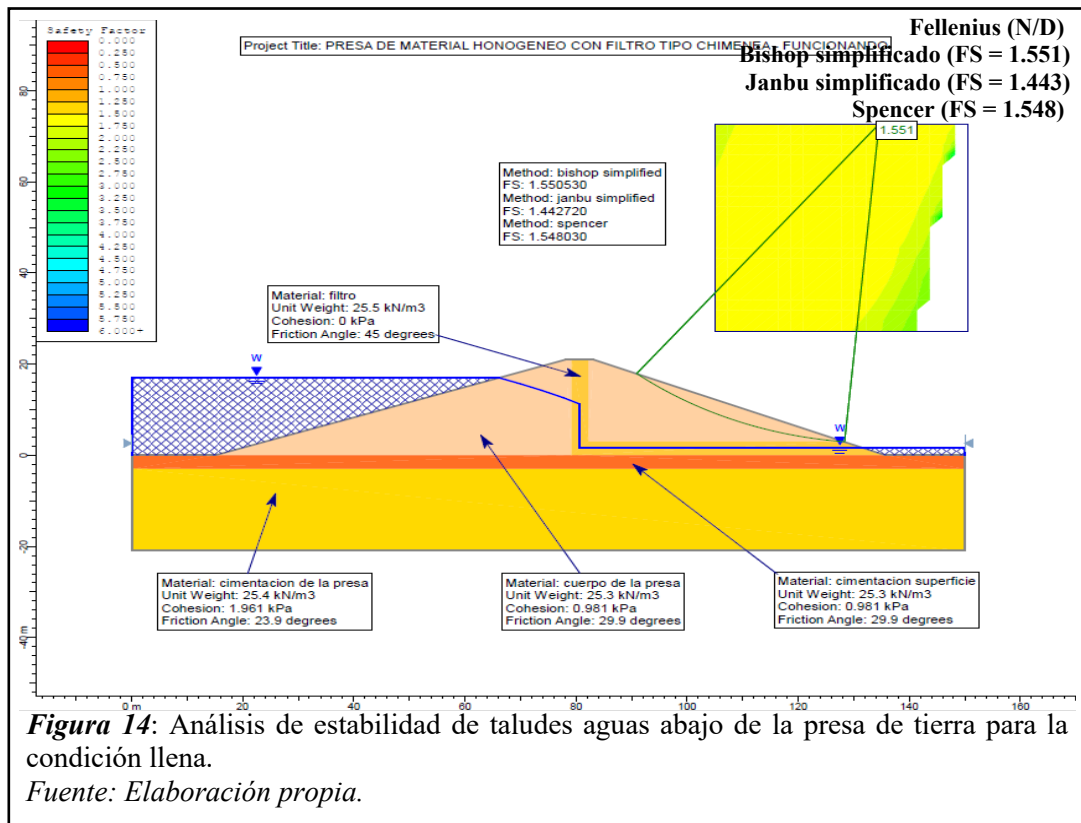 Safety Factor
0.000
0.250
0.500
0.750
1.000
1.250
1.500
1.750
2.000
2.250
2.500
2.750
3.000
3.250
3.500
3.750
4.000
4.250
4.500
4.750
5.000
5.250
5.500
5.750
6.000+
Project Title: PRESA DE MATERIAL HONOGENEO CON FILTRO TIPO CHIMENEA - FUNCIONANDO
Fellenius (N/D)
Bishop simplificado (FS = 1.551)
Janbu simplificado (FS = 1.443)
Spencer (FS = 1.548)
1.551
Method: bishop simplified
FS: 1.550530
Method: janbu simplified
FS: 1.442720
Method: spencer
FS: 1.548030
Material: filtro
Unit Weight: 25.5 kN/m3
Cohesion: 0 kPa
Friction Angle: 45 degrees
W
W
Material: cimentacion de la presa
Unit Weight: 25.4 kN/m3
Cohesion: 1.961 kPa
Friction Angle: 23.9 degrees
Material: cuerpo de la presa
Unit Weight: 25.3 kN/m3
Cohesion: 0.981 kPa
Friction Angle: 29.9 degrees
Material: cimentacion superficie
Unit Weight: 25.3 kN/m3
Cohesion: 0.981 kPa
Friction Angle: 29.9 degrees
80
60
40
20
0
-20
-40 m
0 m 20 40 60 80 100 120 140 160
Figura 14: Análisis de estabilidad de taludes aguas abajo de la presa de tierra para la
condición llena.
Fuente: Elaboración propia.